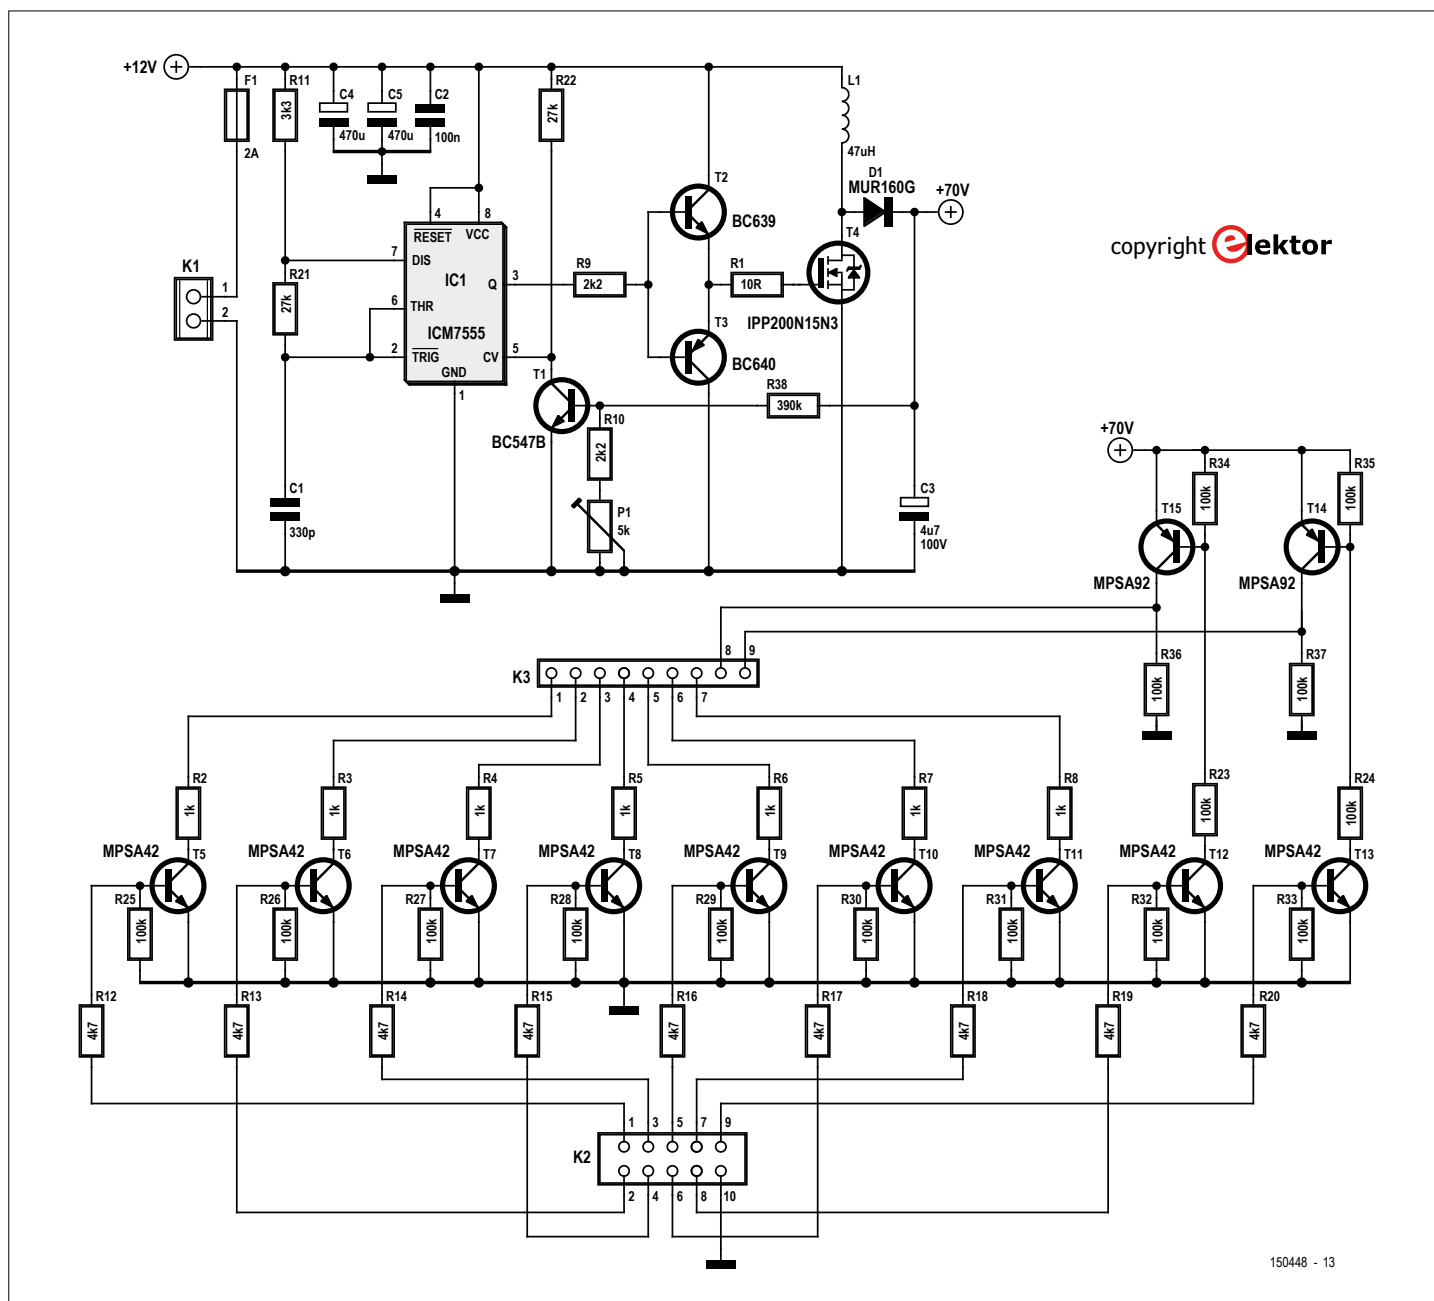 +12V
F1
2A
R11
3k3
C4
470u
C5
470u
C2
100n
R22
27k
L1
47uH
D1
MUR160G
+70V
T2
BC639
T4
IPP200N15N3
copyright elektor
K1
1
2
R21
27k
4
8
RESET
VCC
7
DIS
IC1
3
Q
6
THR
ICM7555
2
TRIG
CV
5
GND
1
R9
2k2
R1
10R
T3
BC640
T1
BC547B
R10
2k2
R38
390k
P1
5k
C1
330p
C3
4u7
100V
+70V
R34
100k
R35
100k
T15
MPSA92
T14
MPSA92
R36
100k
R37
100k
K3
8
9
1
2
3
4
5
6
7
R2
1k
R3
1k
R4
1k
R5
1k
R6
1k
R7
1k
R8
1k
R23
100k
R24
100k
MPSA42
T5
MPSA42
T6
MPSA42
T7
MPSA42
T8
MPSA42
T9
MPSA42
T10
MPSA42
T11
MPSA42
T12
MPSA42
T13
R25
100k
R26
100k
R27
100k
R28
100k
R29
100k
R30
100k
R31
100k
R32
100k
R33
100k
R12
4k7
R13
4k7
R14
4k7
R15
4k7
R16
4k7
R17
4k7
R18
4k7
R19
4k7
R20
4k7
K2
1
3
5
7
9
2
4
6
8
10
150448 - 13